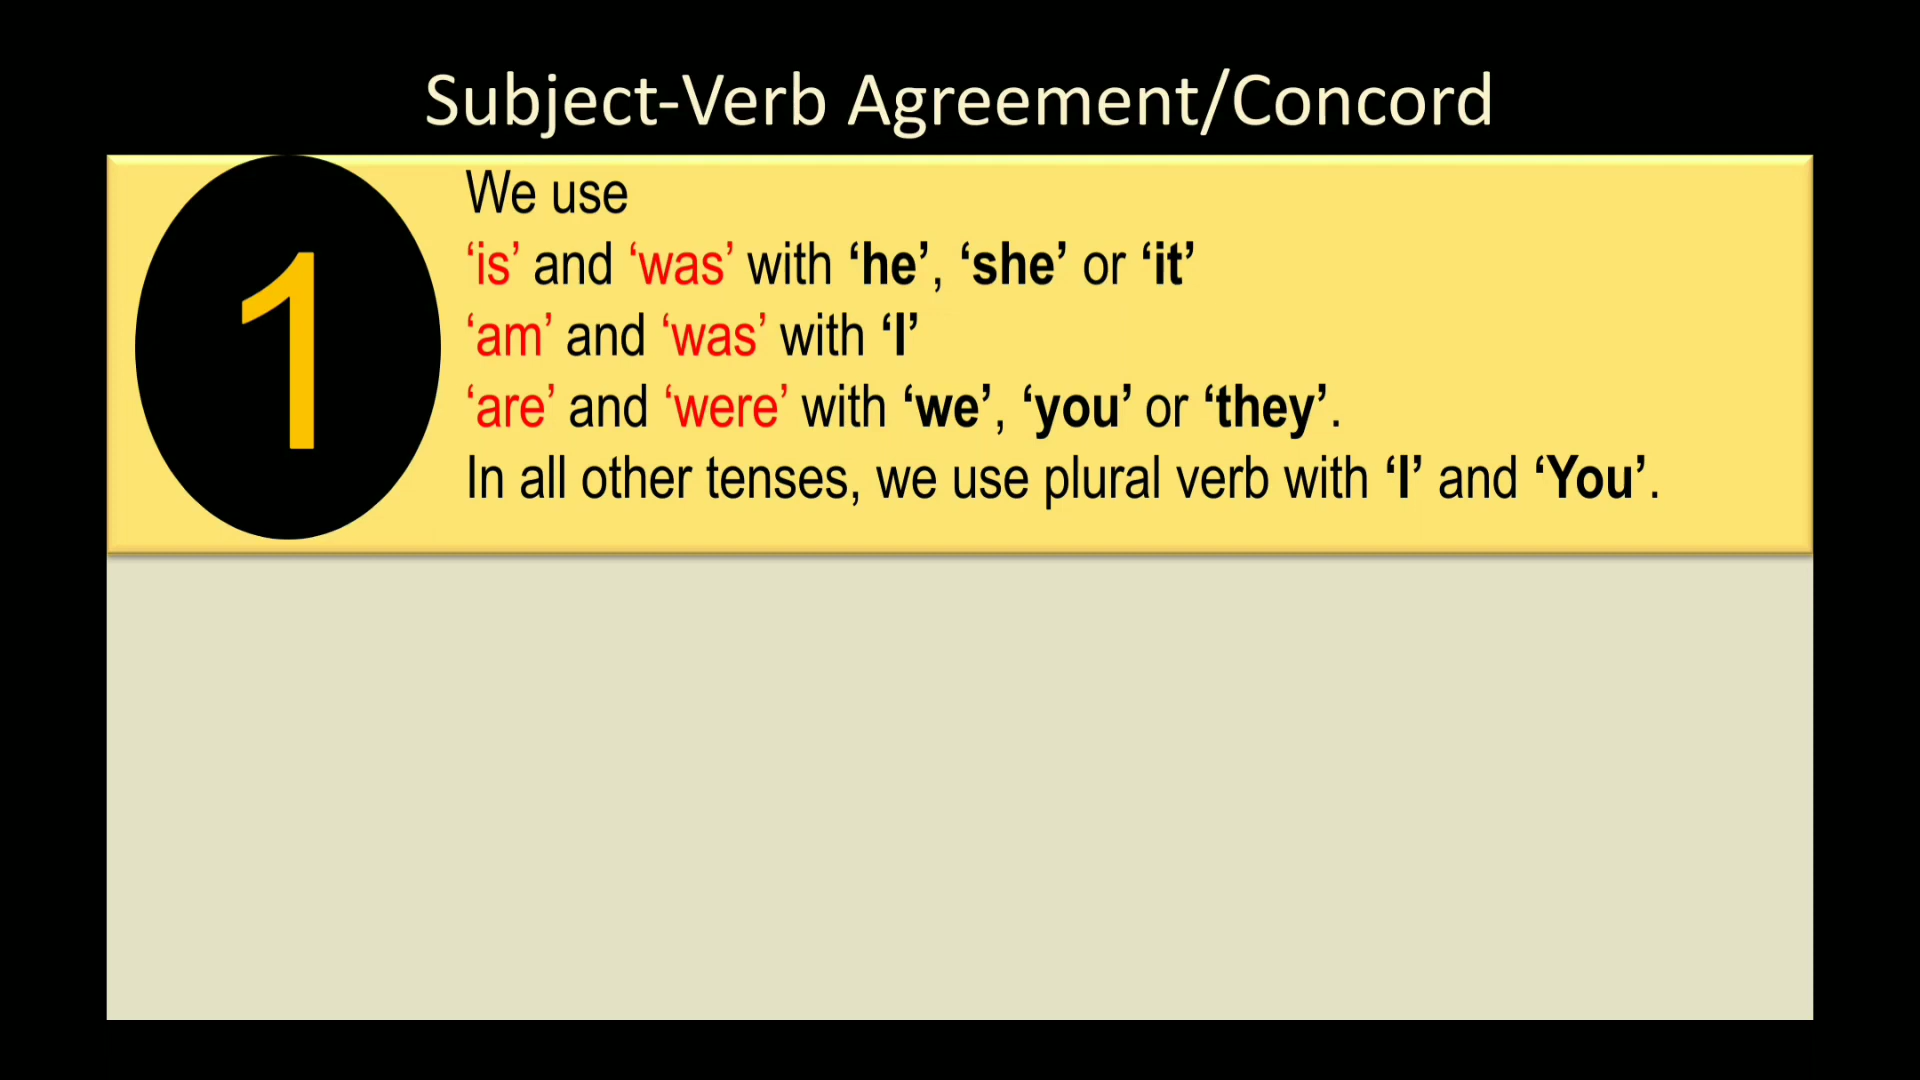 Subject-Verb Agreement/Concord
1
We use
‘is’ and ‘was’ with ‘he’, ‘she’ or ‘it’
‘am’ and ‘was’ with ‘I’
‘are’ and ‘were’ with ‘we’, ‘you’ or ‘they’.
In all other tenses, we use plural verb with ‘I’ and ‘You’.